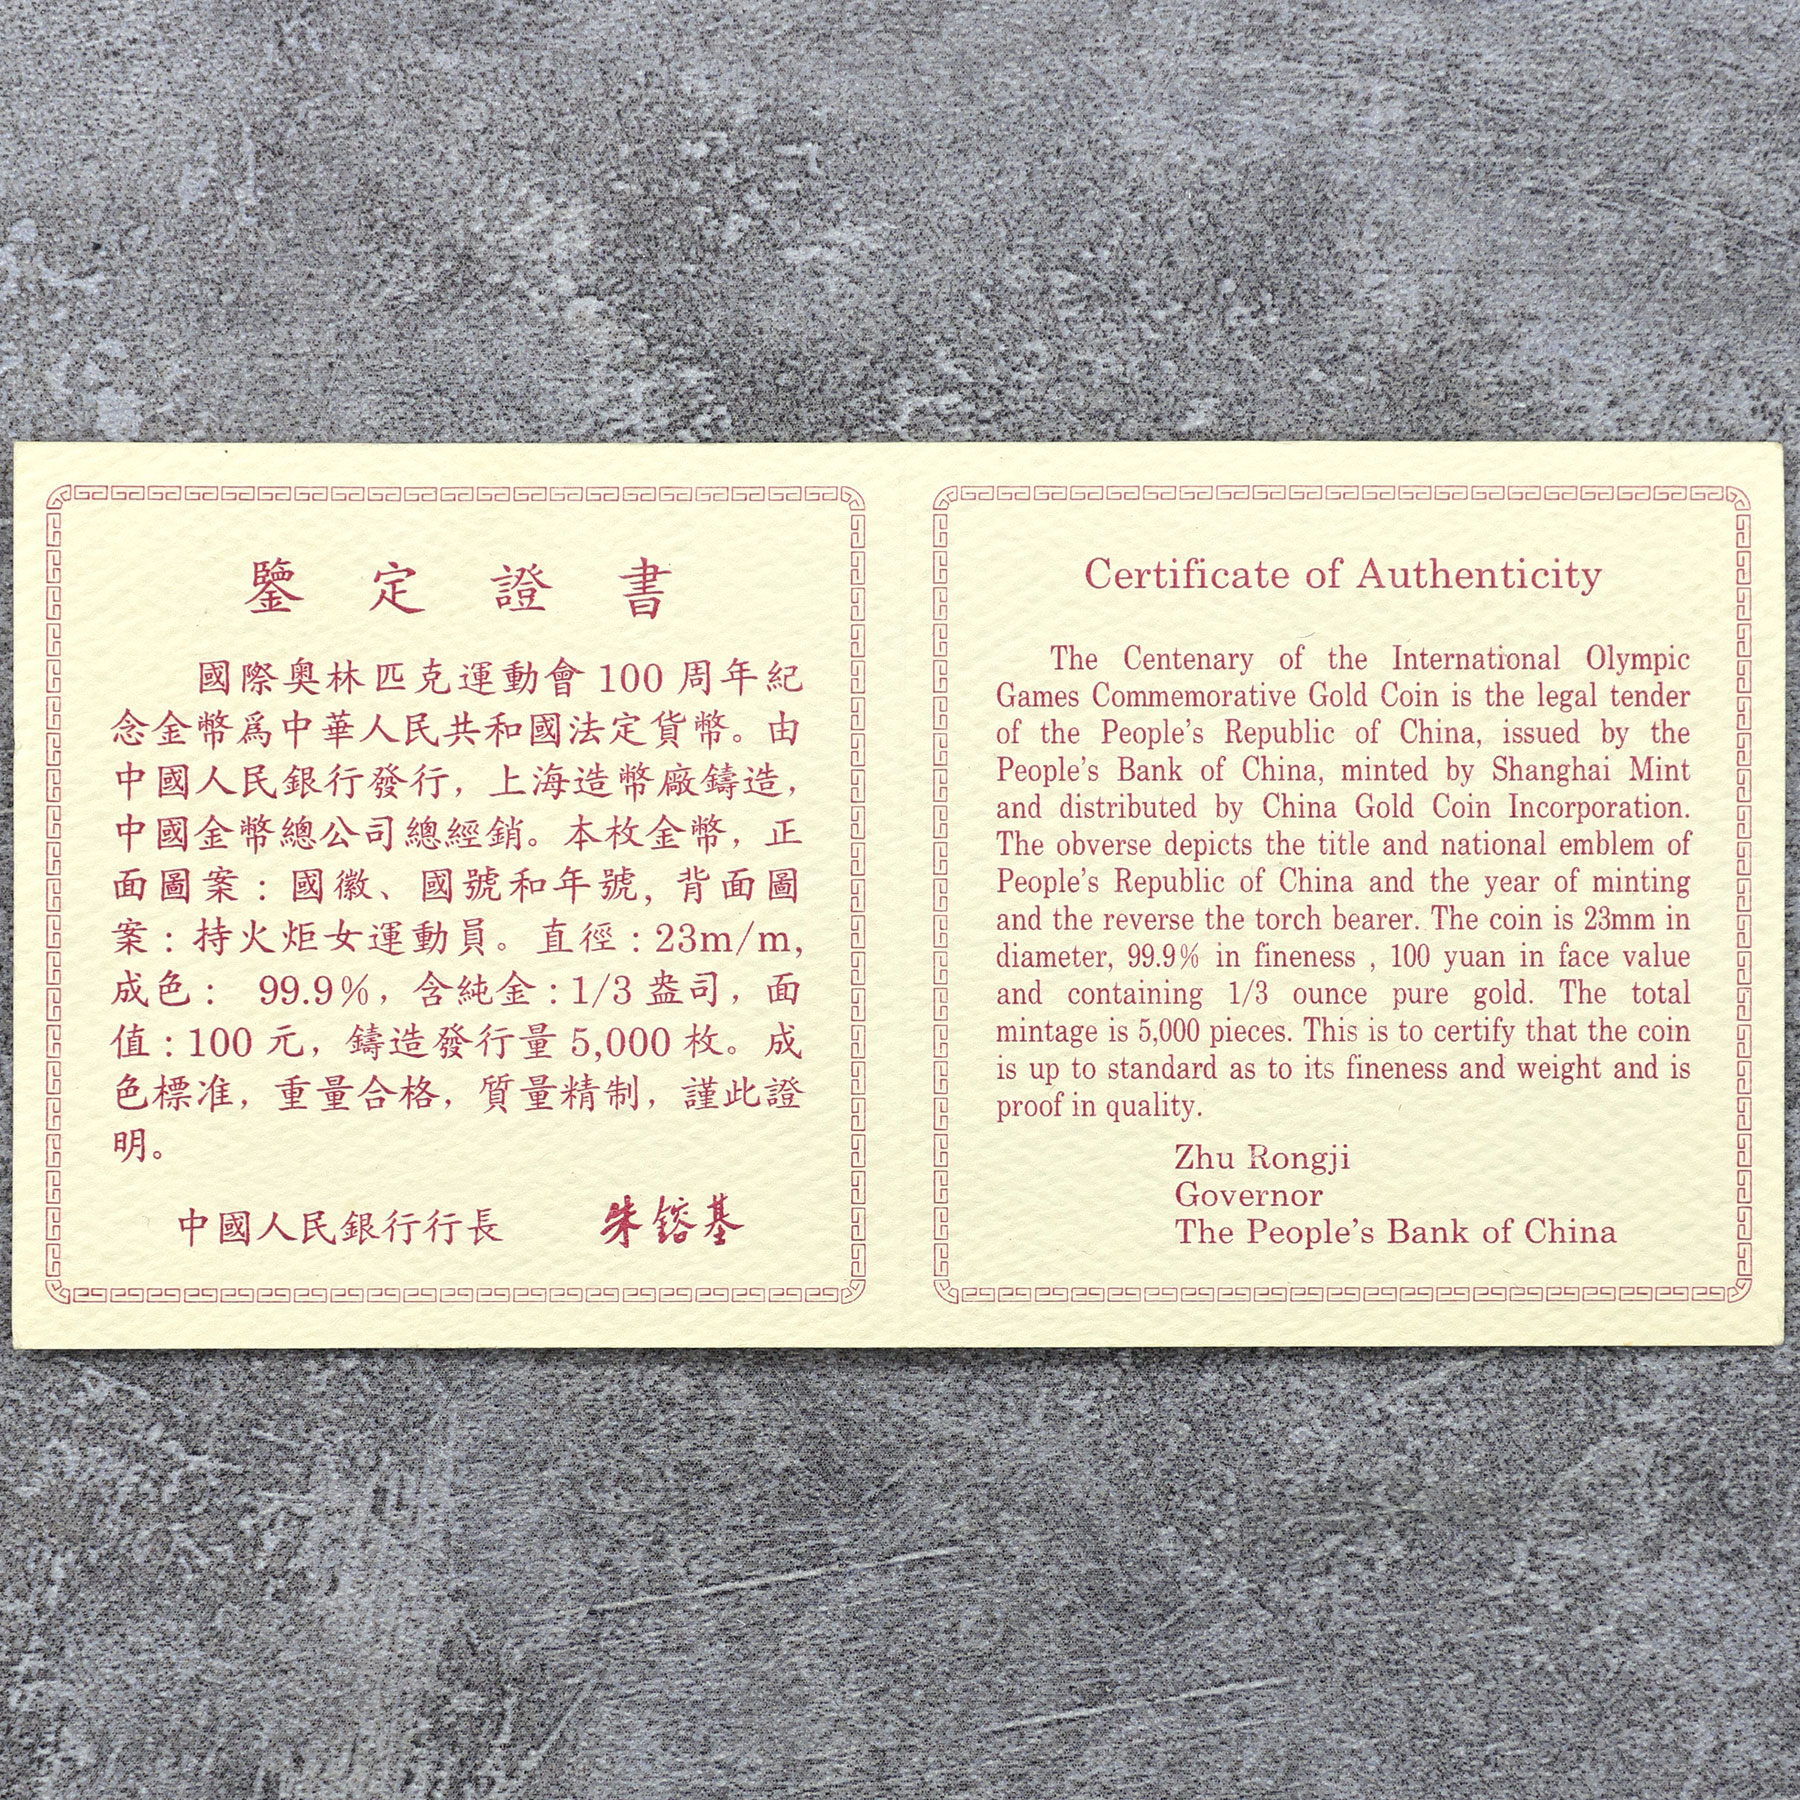 鑒定證書
國際奧林匹克運動會100周年紀
念金幣爲中華人民共和國法定貨幣。由
中國人民銀行發行，上海造幣廠鑄造，
中國金幣總公司總經銷。本枚金幣，正
面圖案：國徽、國號和年號，背面圖
案：持火炬女運動員。直徑：23m/m,
成色： 99.9%，含純金：1/3盎司，面
值：100元，鑄造發行量5,000枚。成
色標准，重量合格，質量精制，謹此證
明。
中國人民銀行行長 朱鎔基
Certificate of Authenticity
The Centenary of the International Olympic
Games Commemorative Gold Coin is the legal tender
of the People's Republic of China, issued by the
People's Bank of China, minted by Shanghai Mint
and distributed by China Gold Coin Incorporation.
The obverse depicts the title and national emblem of
People's Republic of China and the year of minting
and the reverse the torch bearer. The coin is 23mm in
diameter, 99.9% in fineness , 100 yuan in face value
and containing 1/3 ounce pure gold. The total
mintage is 5,000 pieces. This is to certify that the coin
is up to standard as to its fineness and weight and is
proof in quality.
Zhu Rongji
Governor
The People's Bank of China